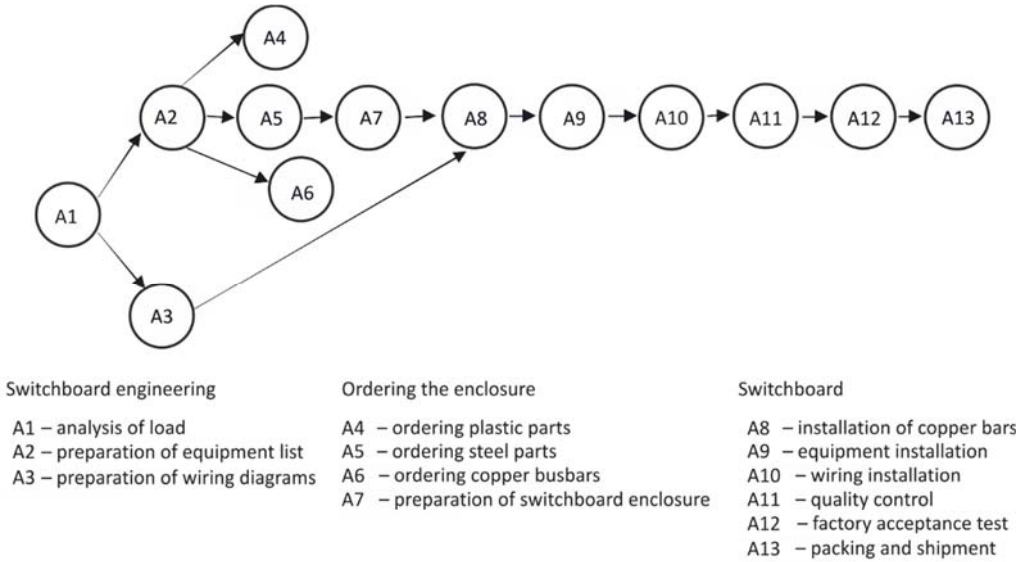 A4
A2
A5
A7
A8
A9
A10
A11
A12
A13
A6
A1
A3
Switchboard engineering
A1 – analysis of load
A2 – preparation of equipment list
A3 – preparation of wiring diagrams
Ordering the enclosure
A4 – ordering plastic parts
A5 – ordering steel parts
A6 – ordering copper busbars
A7 – preparation of switchboard enclosure
Switchboard
A8 – installation of copper bars
A9 – equipment installation
A10 – wiring installation
A11 – quality control
A12 – factory acceptance test
A13 – packing and shipment